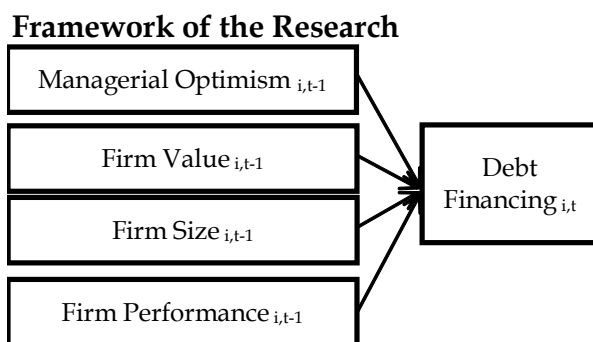 Framework of the Research
Managerial Optimism i,t-1
Firm Value i,t-1
Firm Size i,t-1
Firm Performance i,t-1
Debt
Financing i,t